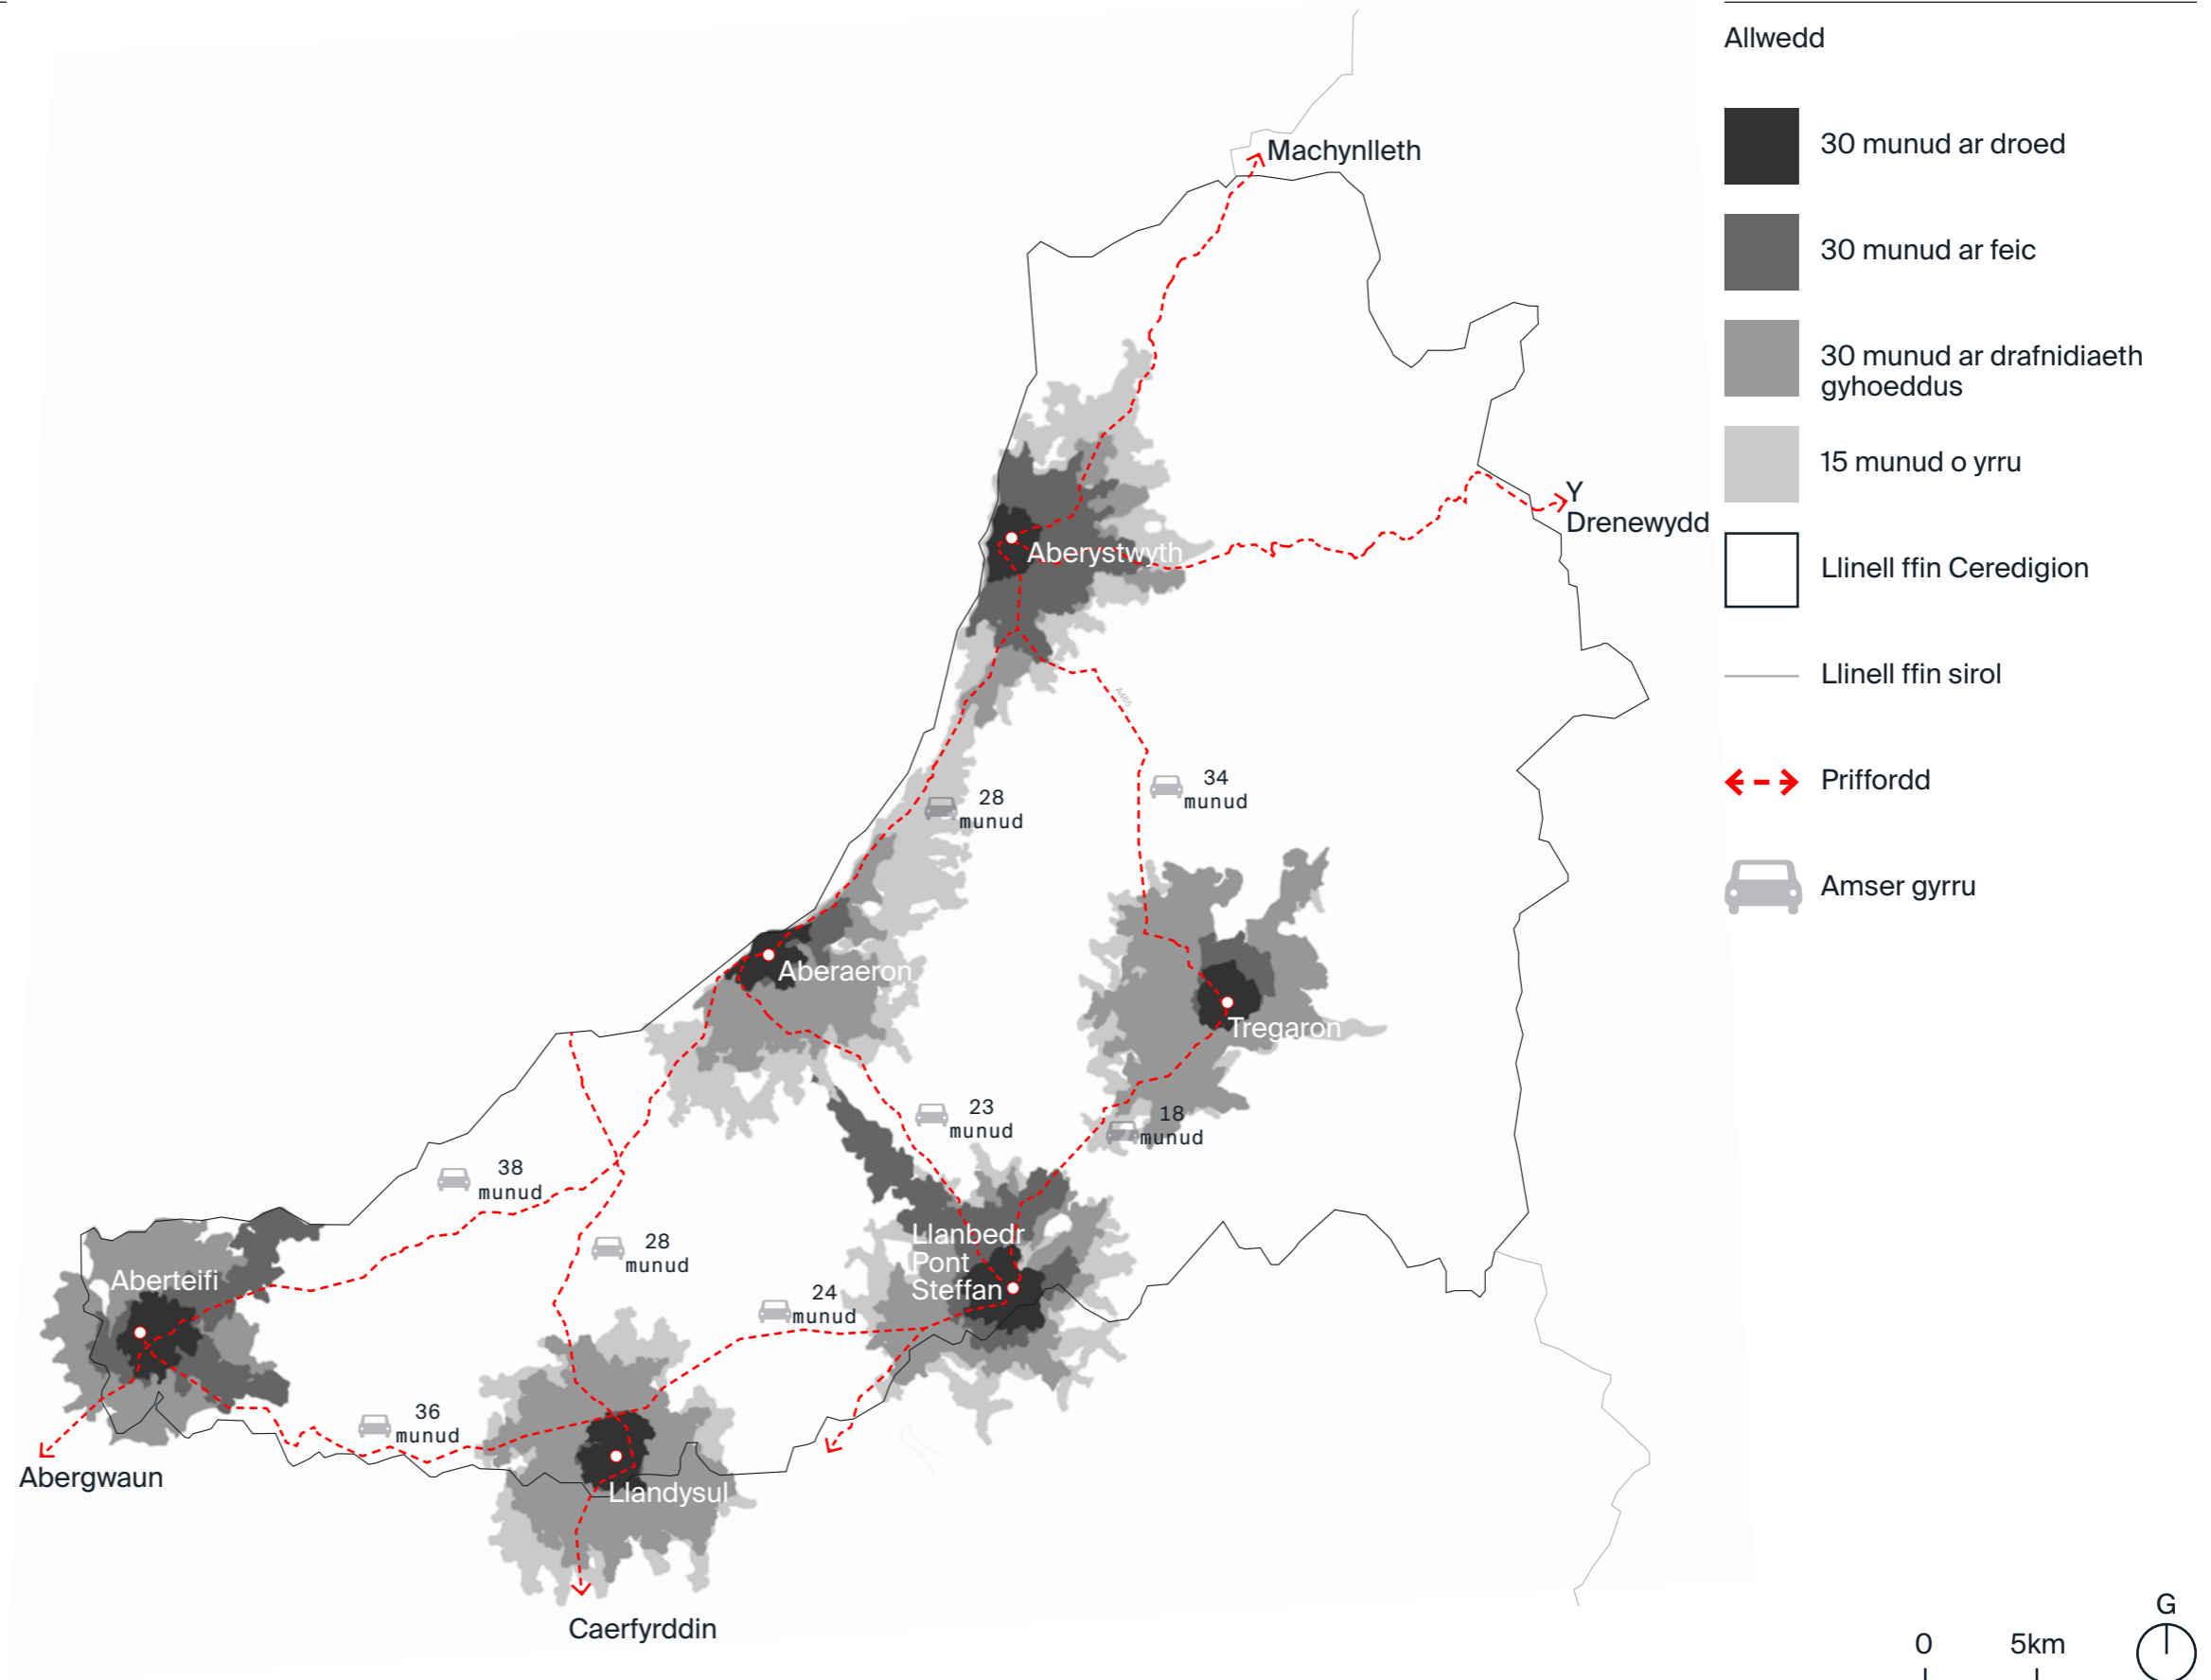 Allwedd
30 munud ar droed
30 munud ar feic
30 munud ar drafnidiaeth
gyhoeddus
15 munud o yrru
Llinell ffin Ceredigion
Llinell ffin sirol
Priffordd
Amser gyrru
Machynlleth
Y
Drenewydd
Aberystwyth
A485
34
munud
28
munud
Aberaeron
Tregaron
23
munud
18
munud
38
munud
Llanbedr
Pont
Steffan
28
munud
Aberteifi
24
munud
36
munud
Abergwaun
Llandysul
Caerfyrddin
G
0 5km